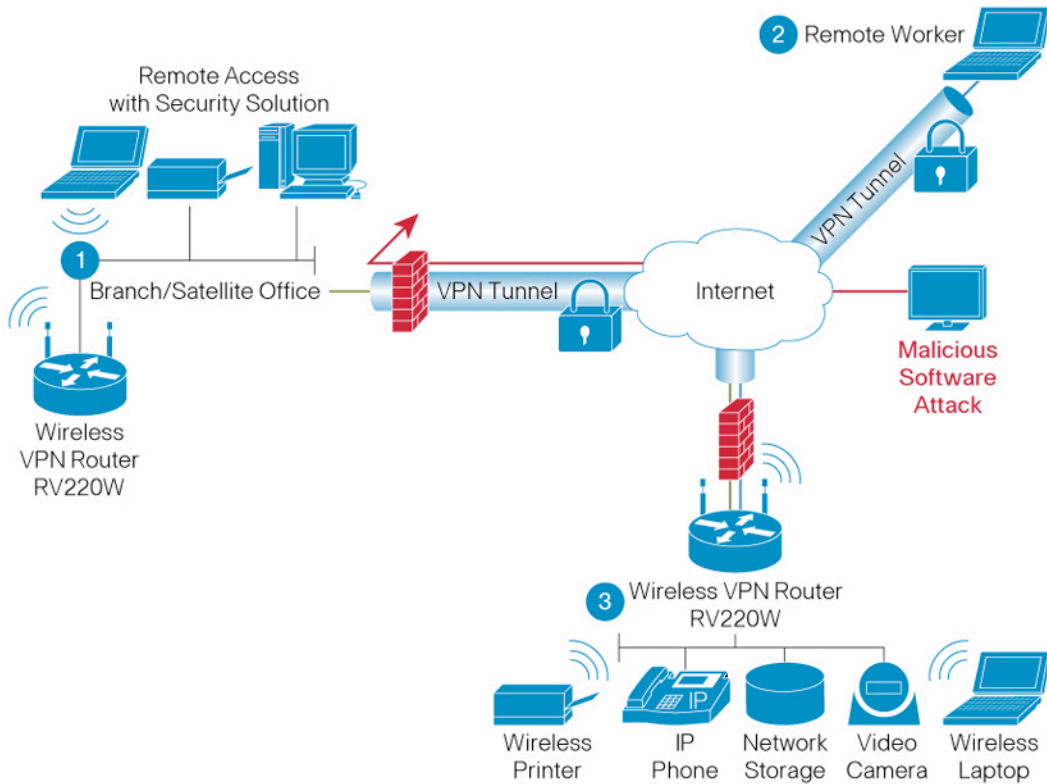 2 Remote Worker
Remote Access
with Security Solution
VPN Tunnel
1
Branch/Satellite Office
VPN Tunnel
Internet
Malicious
Software
Attack
Wireless
VPN Router
RV220W
3 Wireless VPN Router
RV220W
IP
Wireless
Printer
IP
Phone
Network
Storage
Video
Camera
Wireless
Laptop